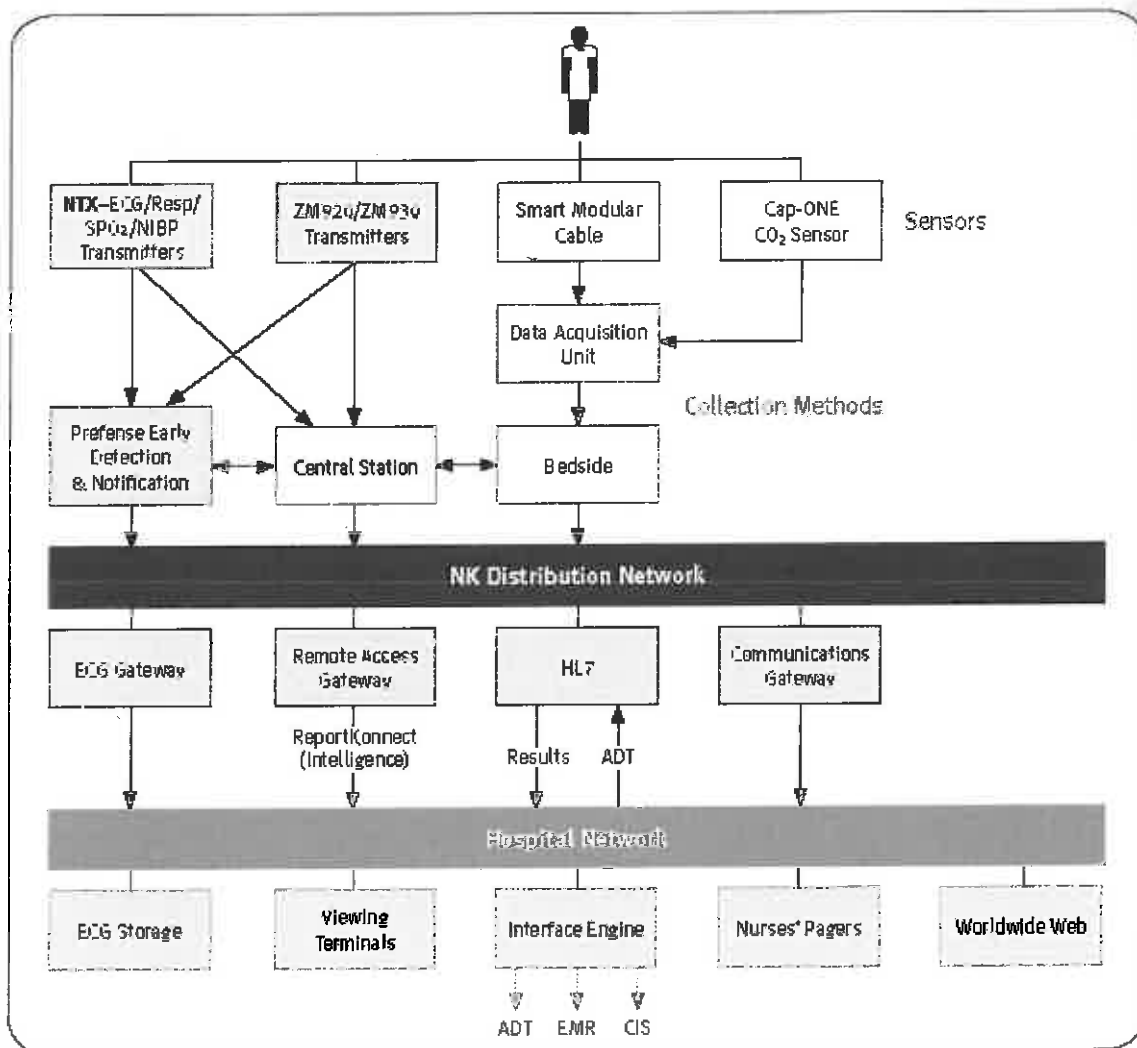 NTX–ECG/Resp/
SPO₂/NIBP
Transmitters
ZM920/ZM930
Transmitters
Smart Modular
Cable
Cap-ONE
CO₂ Sensor
Sensors
Data Acquisition
Unit
Collection Methods
Prefense Early
Detection
& Notification
Central Station
Bedside
NK Distribution Network
ECG Gateway
Remote Access
Gateway
HL7
Communications
Gateway
ReportKonnect
(Intelligence)
Results
ADT
Hospital Network
ECG Storage
Viewing
Terminals
Interface Engine
Nurses' Pagers
Worldwide Web
ADT
EMR
CIS